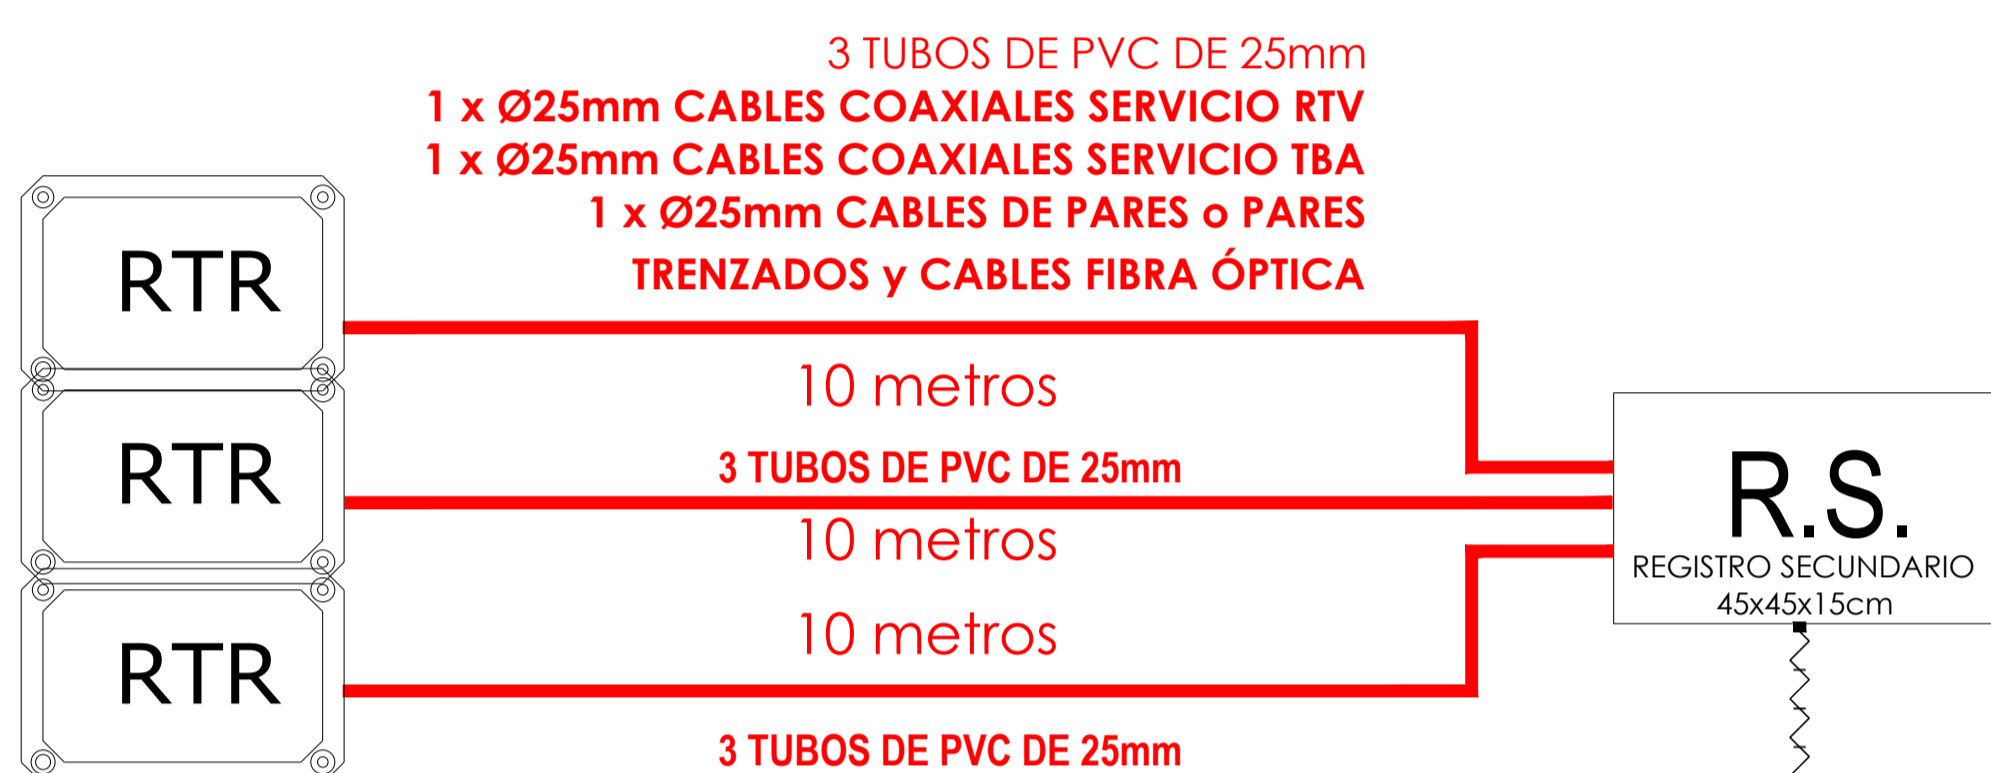 3 TUBOS DE PVC DE 25mm
1 x Ø25mm CABLES COAXIALES SERVICIO RTV
1 x Ø25mm CABLES COAXIALES SERVICIO TBA
1 x Ø25mm CABLES DE PARES o PARES
TRENZADOS y CABLES FIBRA ÓPTICA
RTR
10 metros
3 TUBOS DE PVC DE 25mm
RTR
10 metros
R.S.
REGISTRO SECUNDARIO
45x45x15cm
10 metros
RTR
3 TUBOS DE PVC DE 25mm